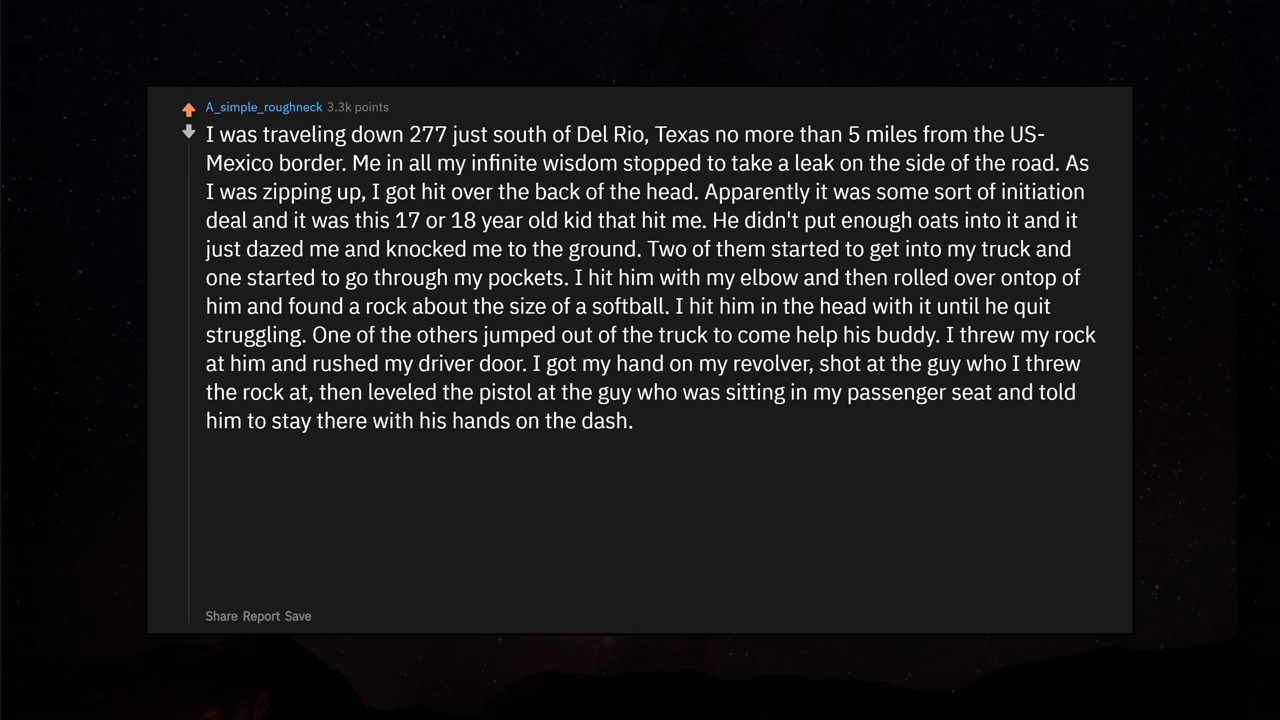 A_simple_roughneck 3.3k points
I was traveling down 277 just south of Del Rio, Texas no more than 5 miles from the US-
Mexico border. Me in all my infinite wisdom stopped to take a leak on the side of the road. As
I was zipping up, I got hit over the back of the head. Apparently it was some sort of initiation
deal and it was this 17 or 18 year old kid that hit me. He didn't put enough oats into it and it
just dazed me and knocked me to the ground. Two of them started to get into my truck and
one started to go through my pockets. I hit him with my elbow and then rolled over ontop of
him and found a rock about the size of a softball. I hit him in the head with it until he quit
struggling. One of the others jumped out of the truck to come help his buddy. I threw my rock
at him and rushed my driver door. I got my hand on my revolver, shot at the guy who I threw
the rock at, then leveled the pistol at the guy who was sitting in my passenger seat and told
him to stay there with his hands on the dash.
Share Report Save